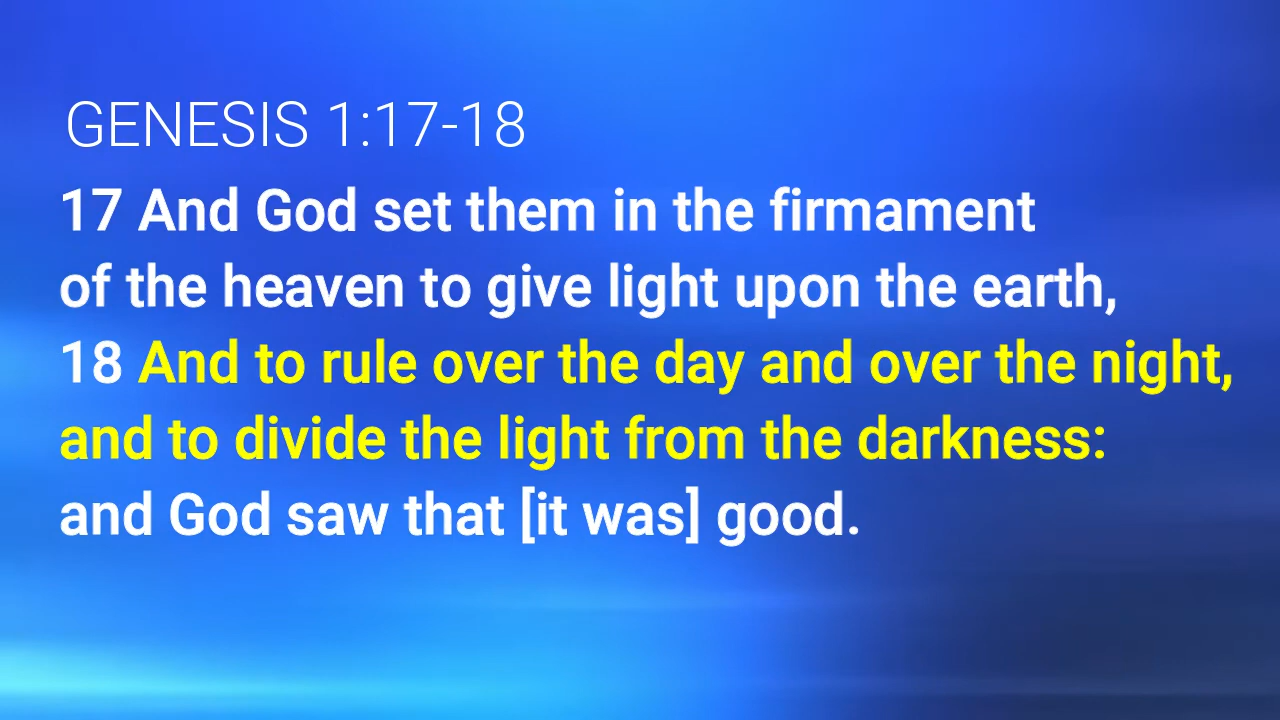 GENESIS 1:17-18
17 And God set them in the firmament
of the heaven to give light upon the earth,
18 And to rule over the day and over the night,
and to divide the light from the darkness:
and God saw that [it was] good.